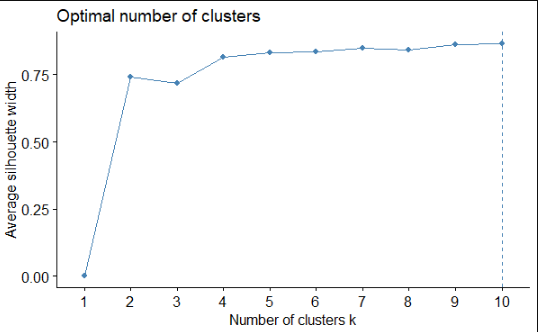 Optimal number of clusters
Average silhouette width
0.75
0.50
0.25
0.00
1 2 3 4 5 6 7 8 9 10
Number of clusters k